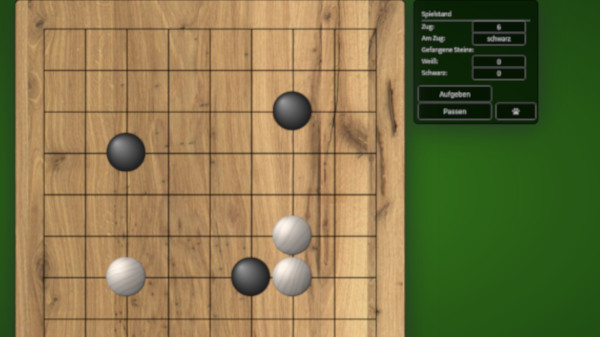 Spielstand
Zug: 6
Am Zug: schwarz
Gefangene Steine:
Weiß: 0
Schwarz: 0
Aufgeben
Passen